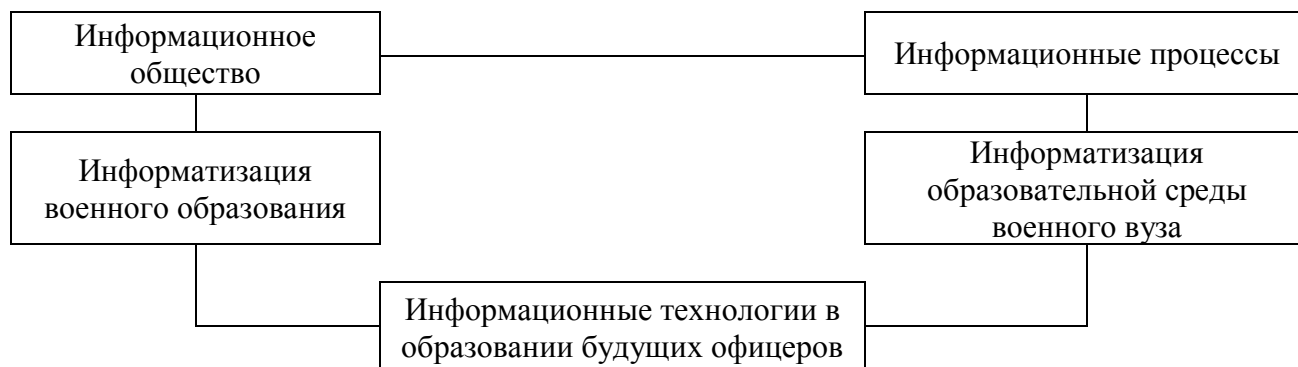 Информационное
общество
Информационные процессы
Информатизация
военного образования
Информатизация
образовательной среды
военного вуза
Информационные технологии в
образовании будущих офицеров